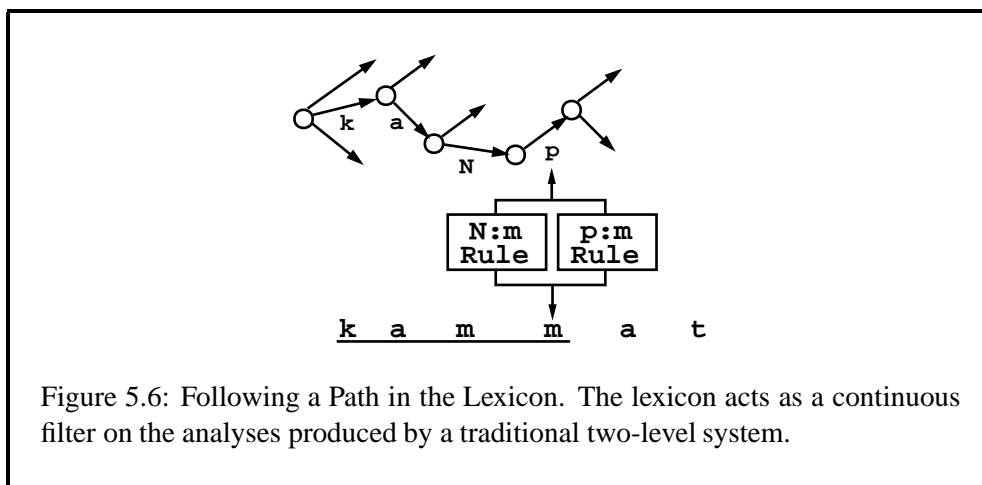 k
a
N
p
N:m
Rule
p:m
Rule
k a m m a t
Figure 5.6: Following a Path in the Lexicon. The lexicon acts as a continuous
filter on the analyses produced by a traditional two-level system.